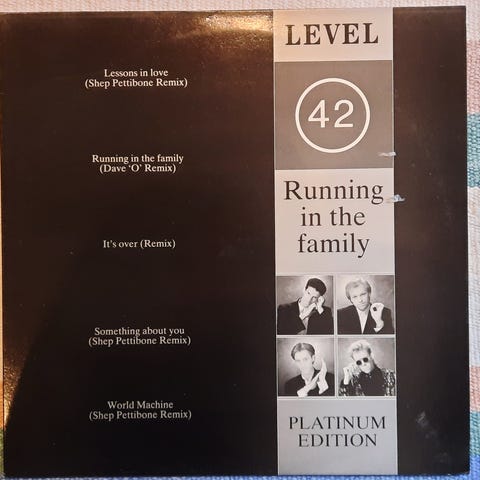 Lessons in love
(Shep Pettibone Remix)
Running in the family
(Dave 'O' Remix)
It's over (Remix)
Something about you
(Shep Pettibone Remix)
World Machine
(Shep Pettibone Remix)
LEVEL
42
Running
in the
family
PLATINUM
EDITION